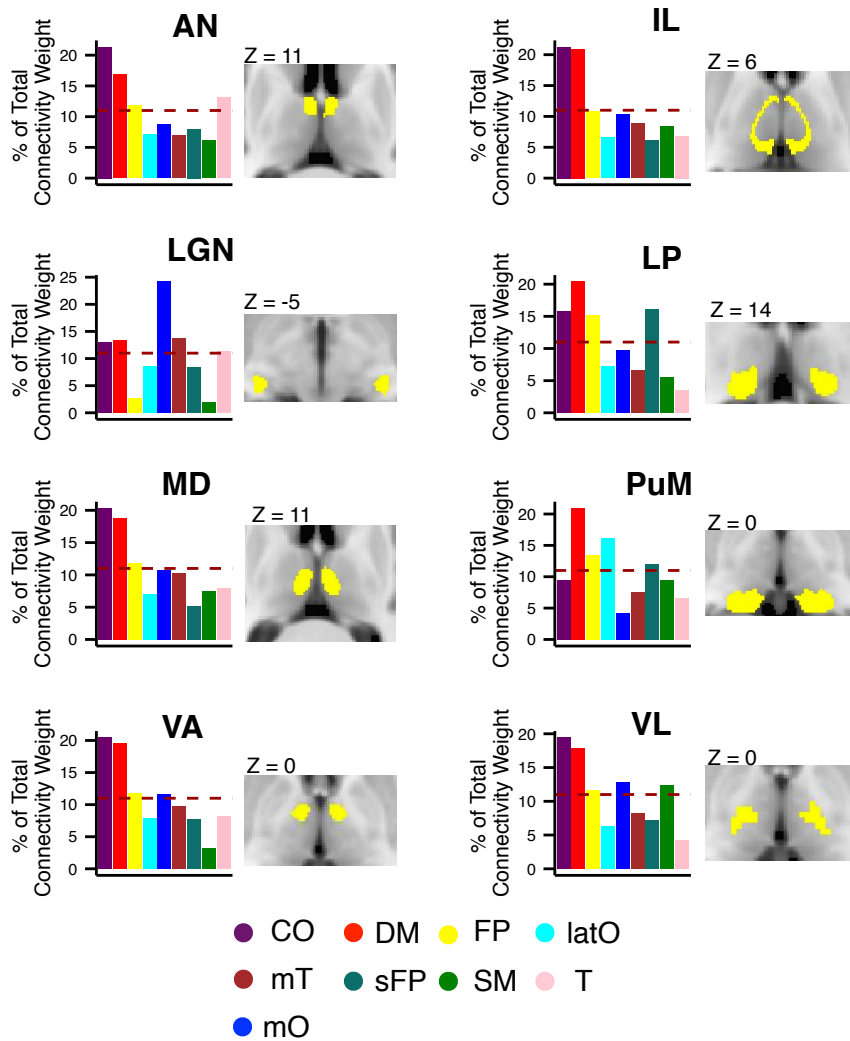 AN
% of Total
Connectivity Weight
20
15
10
5
0
Z = 11
IL
% of Total
Connectivity Weight
20
15
10
5
0
Z = 6
LGN
% of Total
Connectivity Weight
25
20
15
10
5
0
Z = -5
LP
% of Total
Connectivity Weight
20
15
10
5
0
Z = 14
MD
% of Total
Connectivity Weight
20
15
10
5
0
Z = 11
PuM
% of Total
Connectivity Weight
20
15
10
5
0
Z = 0
VA
% of Total
Connectivity Weight
20
15
10
5
0
Z = 0
VL
% of Total
Connectivity Weight
20
15
10
5
0
Z = 0
CO DM FP latO
mT sFP SM T
mO